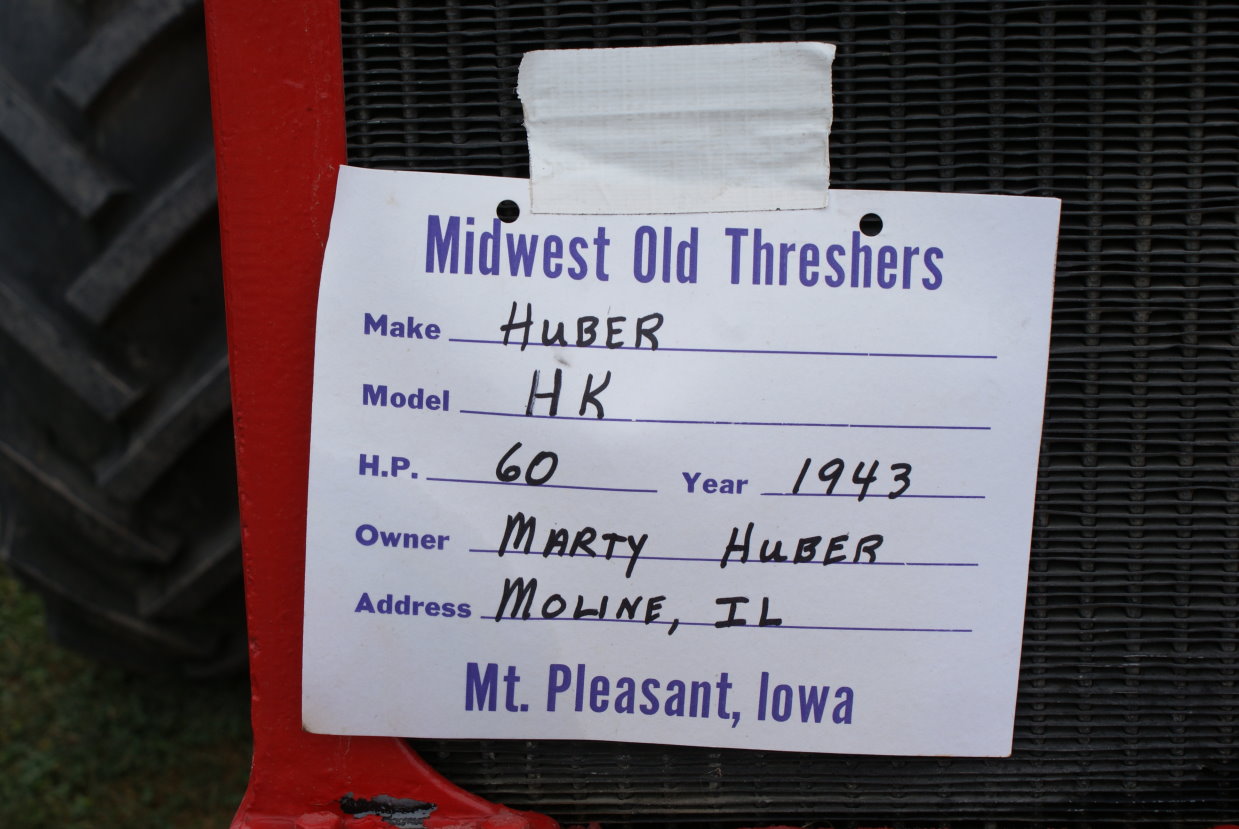 Midwest Old Threshers
Make HUBER
Model HK
H.P. 60 Year 1943
Owner MARTY HUBER
Address MOLINE, IL
Mt. Pleasant, Iowa